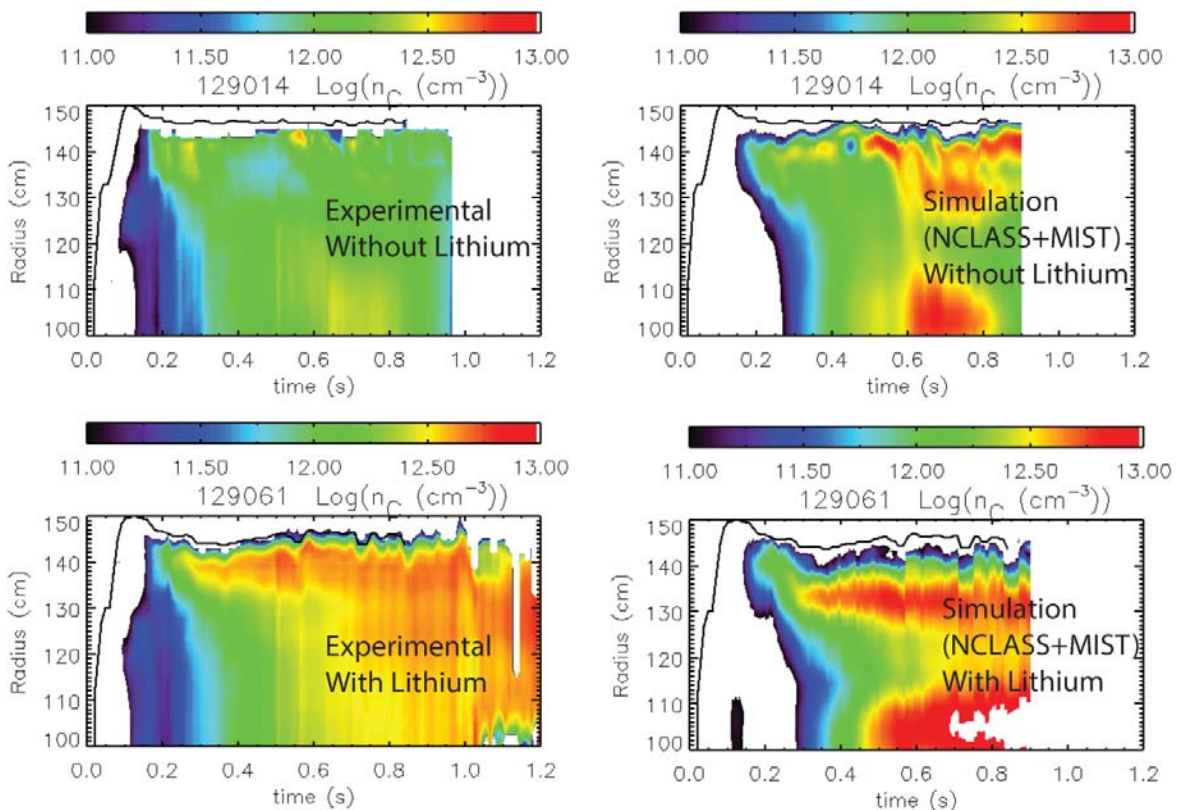 11.00 11.50 12.00 12.50 13.00
129014 Log(n_C (cm⁻³))
150
140
130
120
110
100
Radius (cm)
Experimental
Without Lithium
0.0 0.2 0.4 0.6 0.8 1.0 1.2
time (s)
11.00 11.50 12.00 12.50 13.00
129014 Log(n_C (cm⁻³))
150
140
130
120
110
100
Radius (cm)
Simulation
(NCLASS+MIST)
Without Lithium
0.0 0.2 0.4 0.6 0.8 1.0 1.2
time (s)
11.00 11.50 12.00 12.50 13.00
129061 Log(n_C (cm⁻³))
150
140
130
120
110
100
Radius (cm)
Experimental
With Lithium
0.0 0.2 0.4 0.6 0.8 1.0 1.2
time (s)
11.00 11.50 12.00 12.50 13.00
129061 Log(n_C (cm⁻³))
150
140
130
120
110
100
Radius (cm)
Simulation
(NCLASS+MIST)
With Lithium
0.0 0.2 0.4 0.6 0.8 1.0 1.2
time (s)